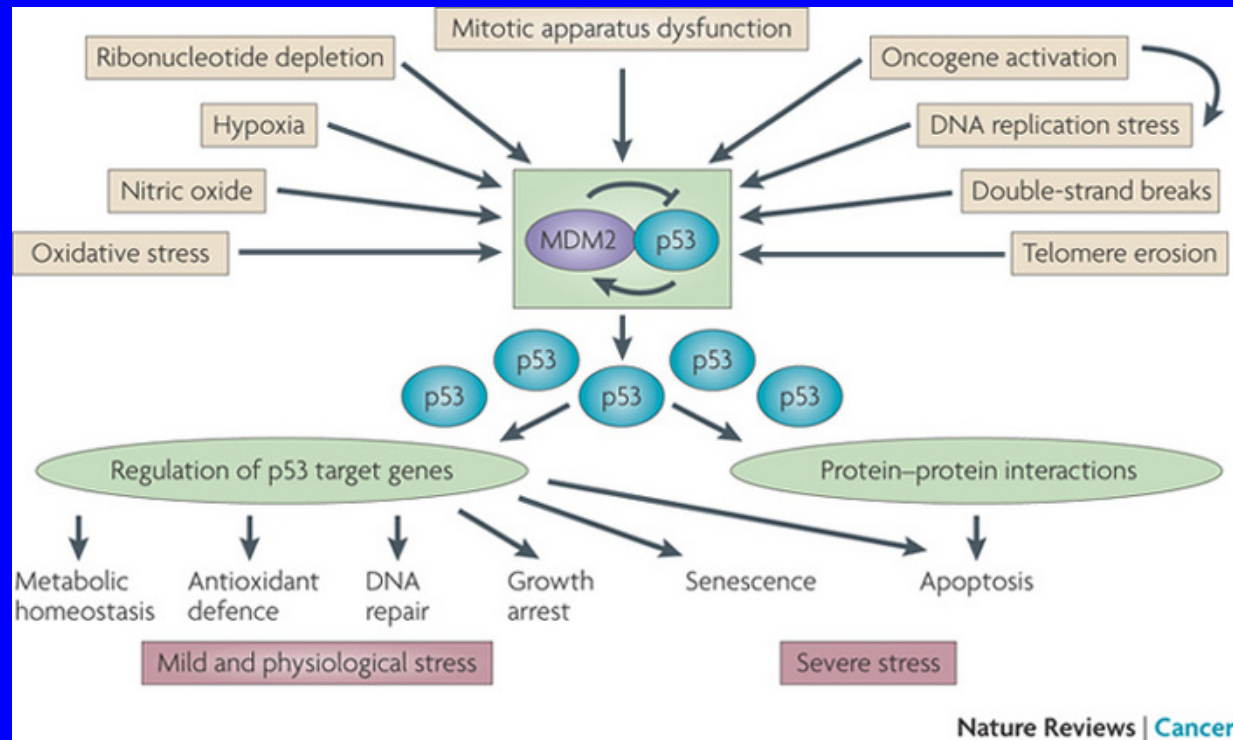 Mitotic apparatus dysfunction
Ribonucleotide depletion
Oncogene activation
Hypoxia
DNA replication stress
Nitric oxide
Double-strand breaks
Oxidative stress
MDM2
p53
Telomere erosion
p53
p53
p53
p53
p53
Regulation of p53 target genes
Protein–protein interactions
Metabolic
homeostasis
Antioxidant
defence
DNA
repair
Growth
arrest
Senescence
Apoptosis
Mild and physiological stress
Severe stress
Nature Reviews | Cancer